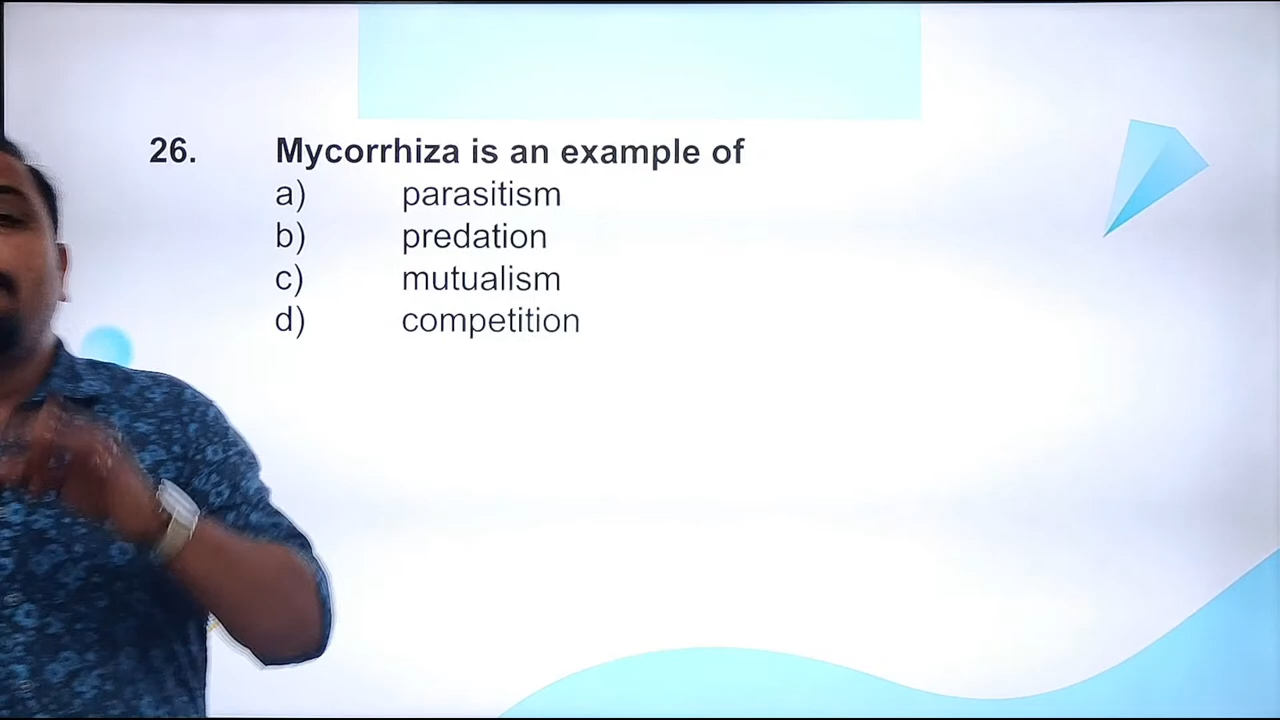 26. Mycorrhiza is an example of
a) parasitism
b) predation
c) mutualism
d) competition